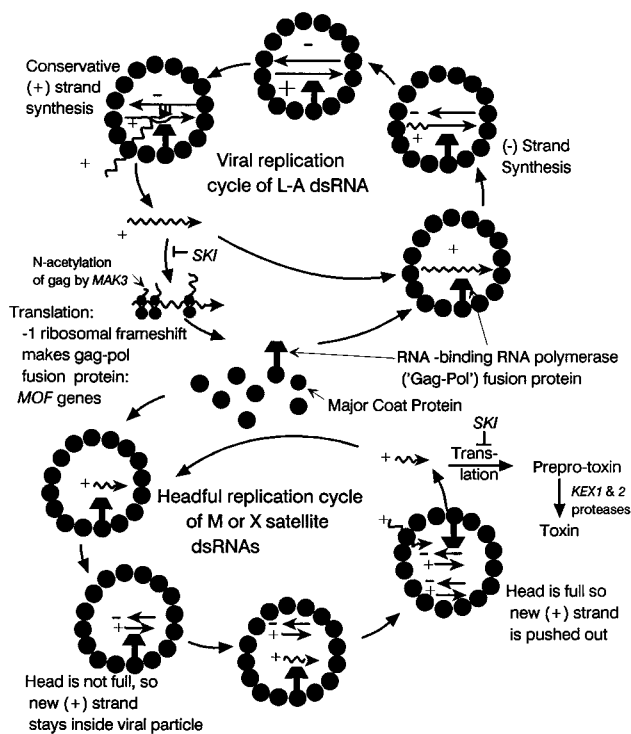 Conservative
(+) strand
synthesis
-
+
+
-
+
-
+
(-) Strand
Synthesis
Viral replication
cycle of L-A dsRNA
+
SKI
+
N-acetylation
of gag by MAK3
Translation:
-1 ribosomal frameshift
makes gag-pol
fusion protein:
MOF genes
RNA -binding RNA polymerase
('Gag-Pol') fusion protein
Major Coat Protein
SKI
+
Trans-
lation
Prepro-toxin
KEX1 & 2
proteases
Toxin
+
Headful replication cycle
of M or X satellite
dsRNAs
+
-
+
-
+
Head is full so
new (+) strand
is pushed out
-
+
-
+
+
Head is not full, so
new (+) strand
stays inside viral particle